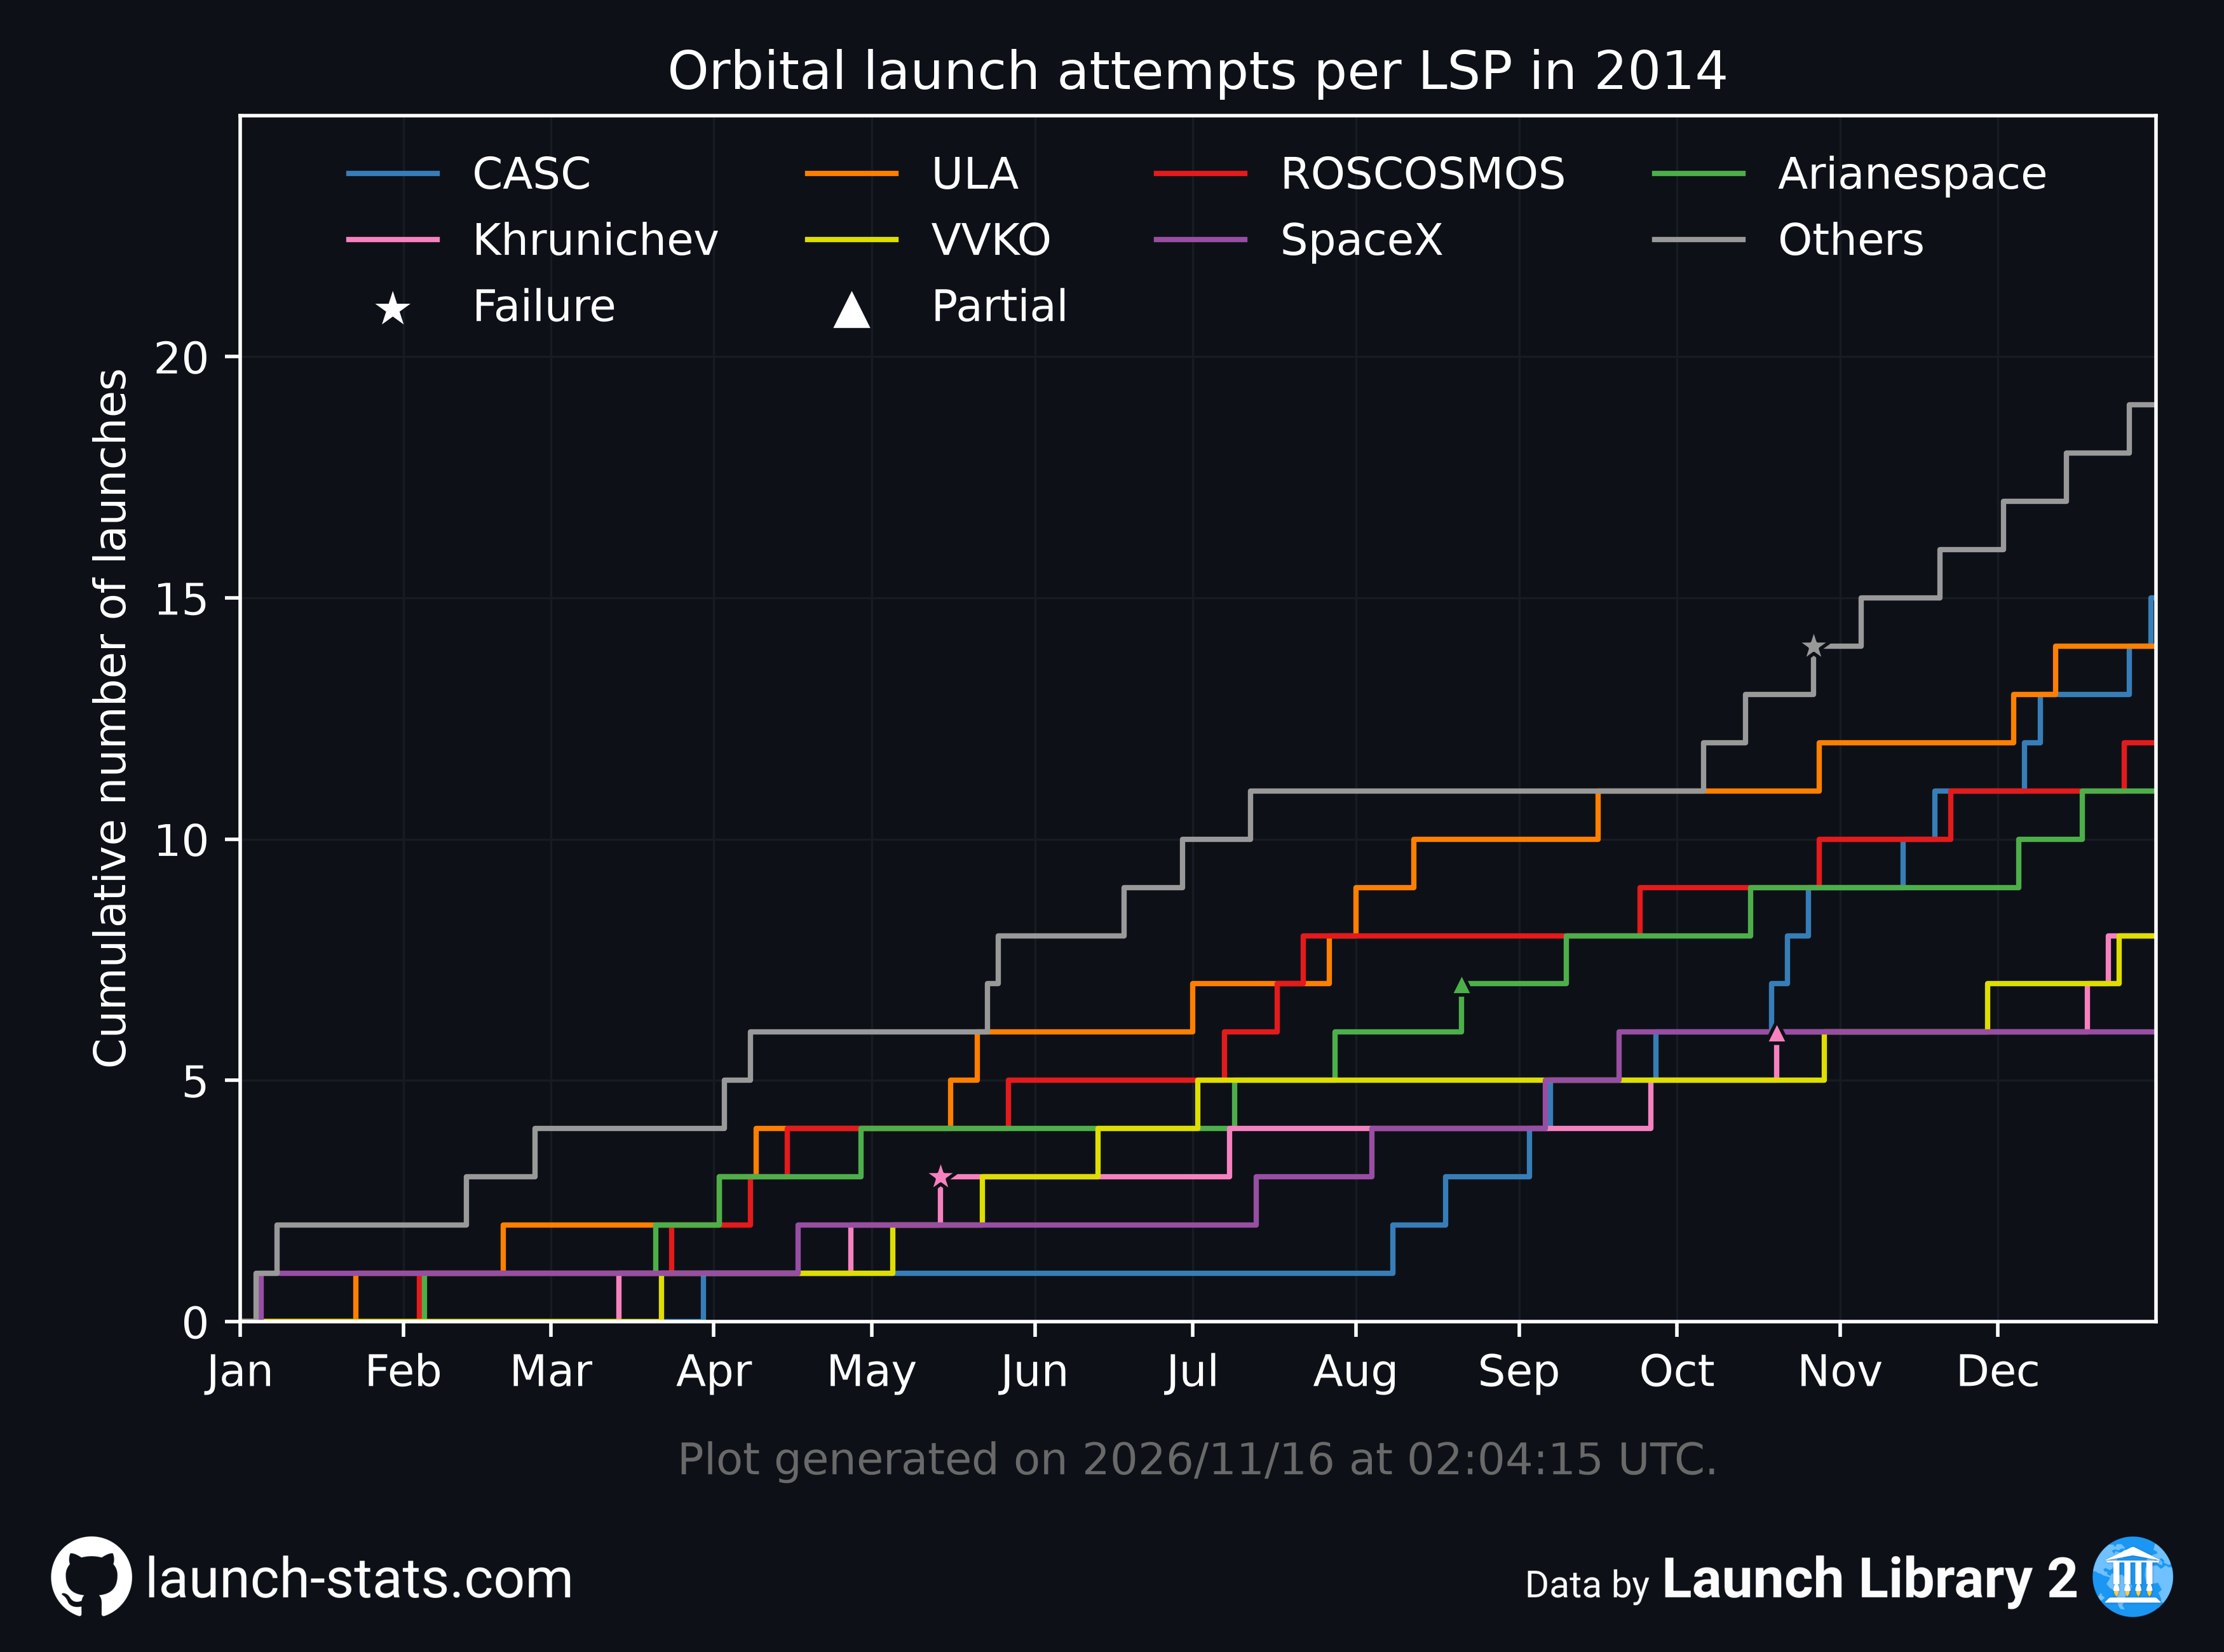 Orbital launch attempts per LSP in 2014
CASC ULA ROSCOSMOS Arianespace
Khrunichev VVKO SpaceX Others
Failure Partial
Cumulative number of launches
20
15
10
5
0
Jan Feb Mar Apr May Jun Jul Aug Sep Oct Nov Dec
Plot generated on 2026/11/16 at 02:04:15 UTC.
launch-stats.com
Data by Launch Library 2